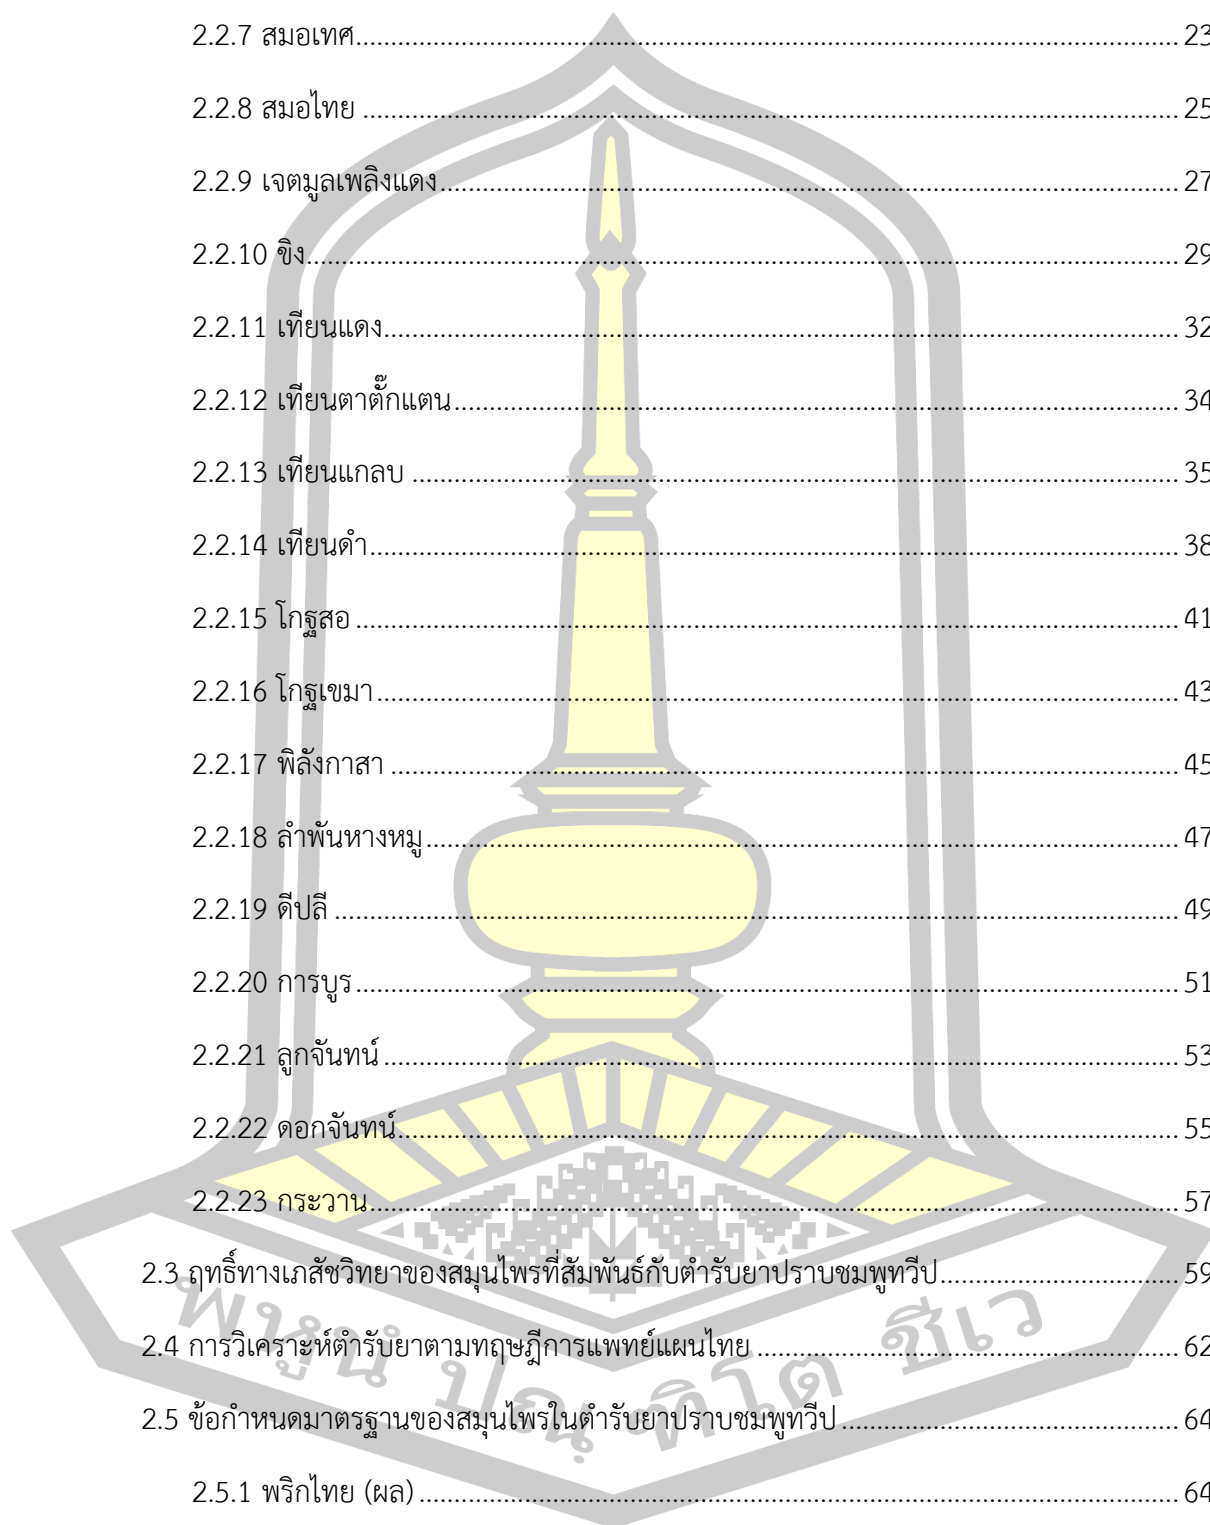 2.2.7 สมอเทศ........................................................................................................... 23
2.2.8 สมอไทย .......................................................................................................... 25
2.2.9 เจตมูลเพลิงแดง................................................................................................ 27
2.2.10 ขิง.................................................................................................................. 29
2.2.11 เทียนแดง....................................................................................................... 32
2.2.12 เทียนตาตั๊กแตน.............................................................................................. 34
2.2.13 เทียนแกลบ .................................................................................................... 35
2.2.14 เทียนดำ......................................................................................................... 38
2.2.15 โกฐสอ ........................................................................................................... 41
2.2.16 โกฐเขมา........................................................................................................ 43
2.2.17 พิลังกาสา ...................................................................................................... 45
2.2.18 ลำพันหางหมู.................................................................................................. 47
2.2.19 ดีปลี .............................................................................................................. 49
2.2.20 การบูร........................................................................................................... 51
2.2.21 ลูกจันทน์ ....................................................................................................... 53
2.2.22 ดอกจันทน์..................................................................................................... 55
2.2.23 กระวาน......................................................................................................... 57
2.3 ฤทธิ์ทางเภสัชวิทยาของสมุนไพรที่สัมพันธ์กับตำรับยาปราบชมพูทวีป............................... 59
2.4 การวิเคราะห์ตำรับยาตามทฤษฎีการแพทย์แผนไทย ....................................................... 62
2.5 ข้อกำหนดมาตรฐานของสมุนไพรในตำรับยาปราบชมพูทวีป ............................................ 64
2.5.1 พริกไทย (ผล) ................................................................................................... 64
พหุนํ ปณฺฑิโต ชีเว